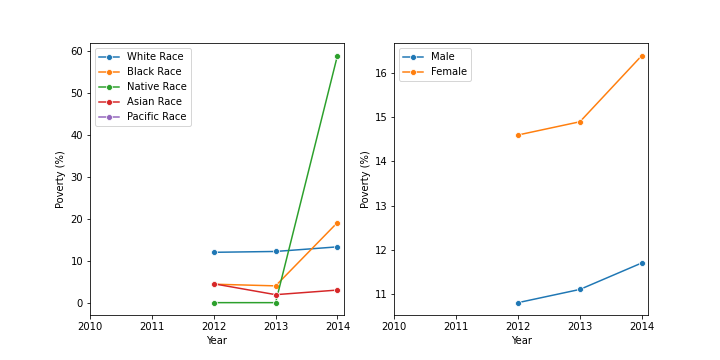 White Race
Black Race
Native Race
Asian Race
Pacific Race
60
50
40
30
20
10
0
Poverty (%)
2010 2011 2012 2013 2014
Year
Male
Female
16
15
14
13
12
11
Poverty (%)
2010 2011 2012 2013 2014
Year